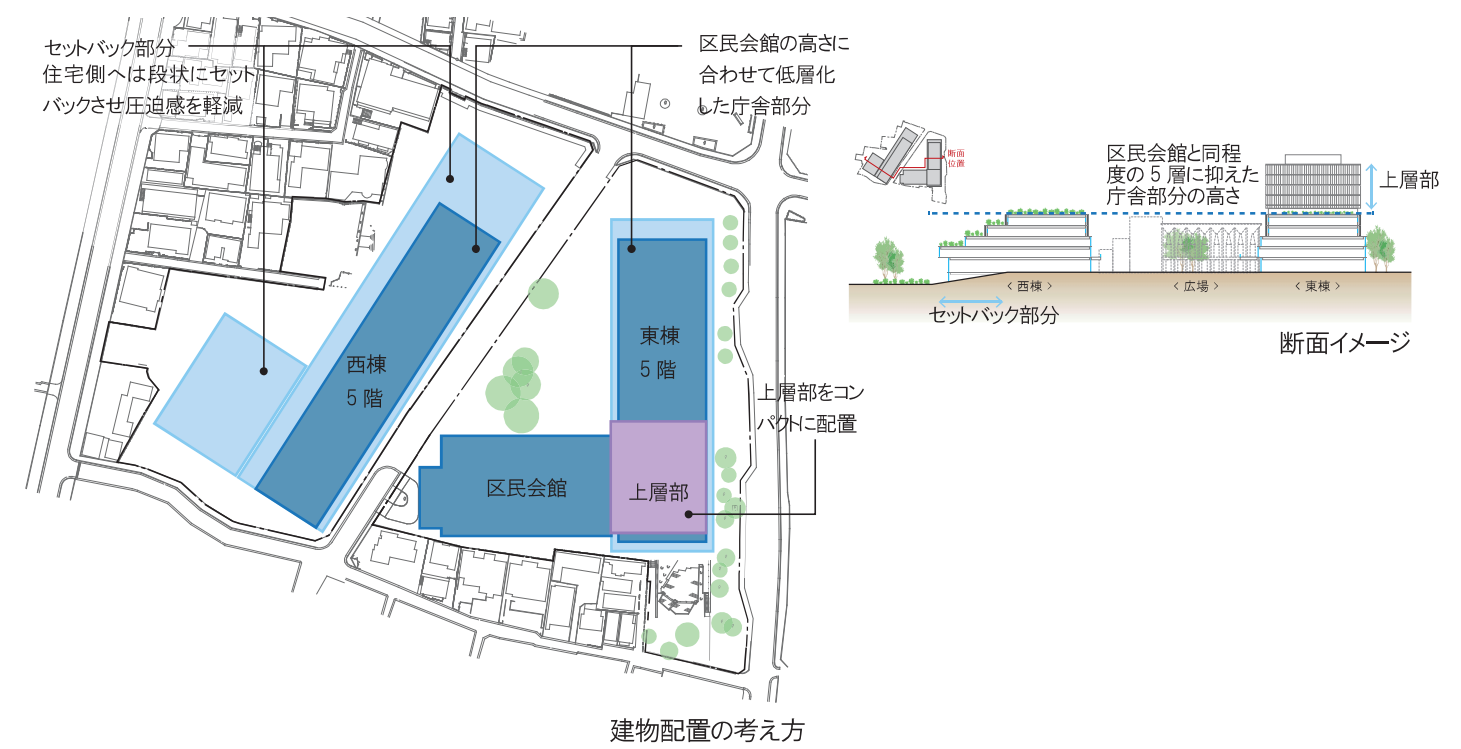 セットバック部分
住宅側へは段状にセット
バックさせ圧迫感を軽減
区民会館の高さに
合わせて低層化
した庁舎部分
西棟
5 階
東棟
5 階
上層部をコン
パクトに配置
区民会館
上層部
建物配置の考え方
断面
位置
区民会館と同程
度の 5 層に抑えた
庁舎部分の高さ
上層部
〈 西棟 〉
〈 広場 〉
〈 東棟 〉
セットバック部分
断面イメージ